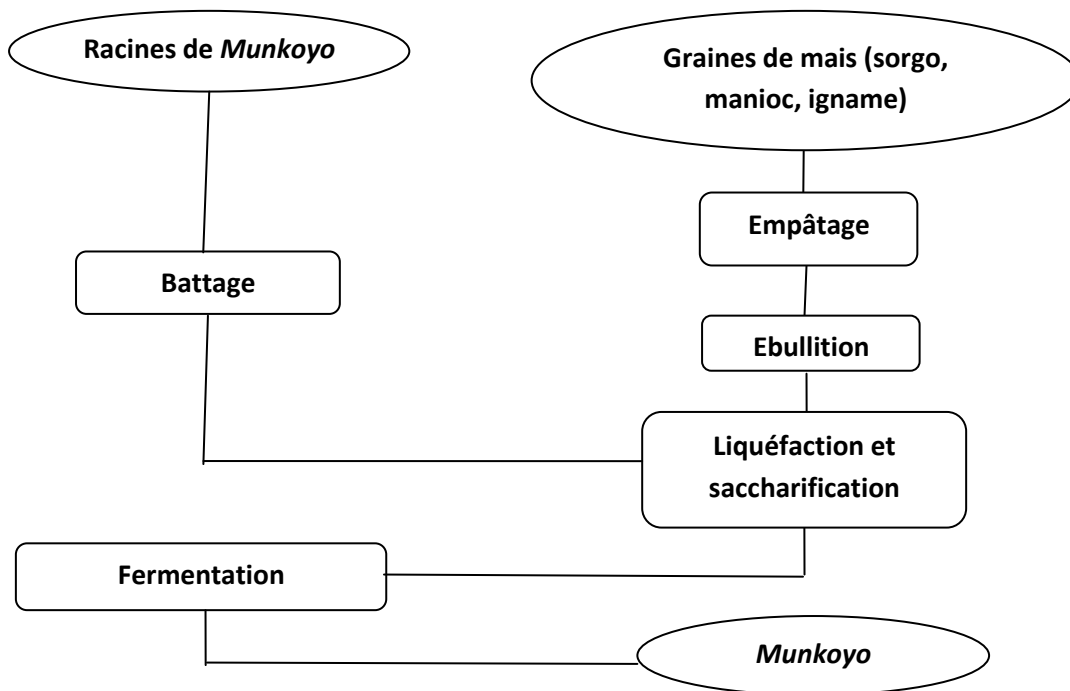 Racines de Munkoyo
Graines de mais (sorgo,
manioc, igname)
Empâtage
Battage
Ebullition
Liquéfaction et
saccharification
Fermentation
Munkoyo